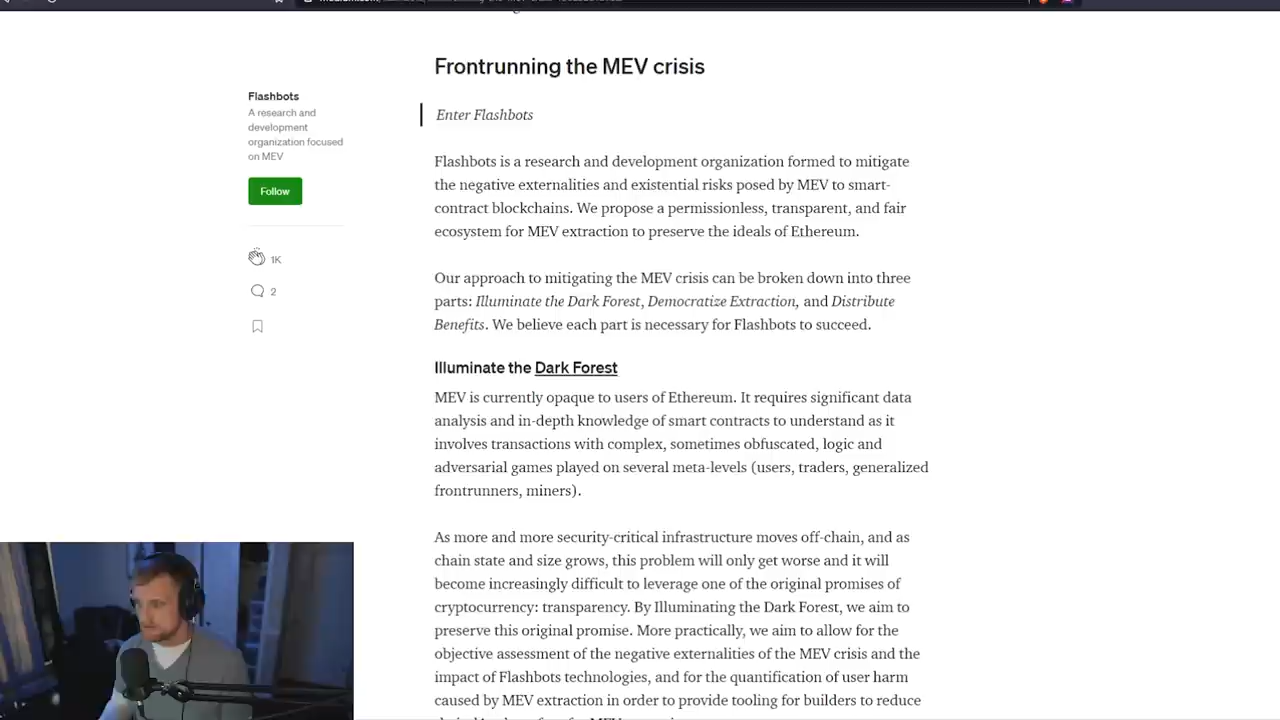 Frontrunning the MEV crisis
Flashbots
A research and
development
organization focused
on MEV
Follow
1K
2
Enter Flashbots
Flashbots is a research and development organization formed to mitigate
the negative externalities and existential risks posed by MEV to smart-
contract blockchains. We propose a permissionless, transparent, and fair
ecosystem for MEV extraction to preserve the ideals of Ethereum.
Our approach to mitigating the MEV crisis can be broken down into three
parts: Illuminate the Dark Forest, Democratize Extraction, and Distribute
Benefits. We believe each part is necessary for Flashbots to succeed.
Illuminate the Dark Forest
MEV is currently opaque to users of Ethereum. It requires significant data
analysis and in-depth knowledge of smart contracts to understand as it
involves transactions with complex, sometimes obfuscated, logic and
adversarial games played on several meta-levels (users, traders, generalized
frontrunners, miners).
As more and more security-critical infrastructure moves off-chain, and as
chain state and size grows, this problem will only get worse and it will
become increasingly difficult to leverage one of the original promises of
cryptocurrency: transparency. By Illuminating the Dark Forest, we aim to
preserve this original promise. More practically, we aim to allow for the
objective assessment of the negative externalities of the MEV crisis and the
impact of Flashbots technologies, and for the quantification of user harm
caused by MEV extraction in order to provide tooling for builders to reduce